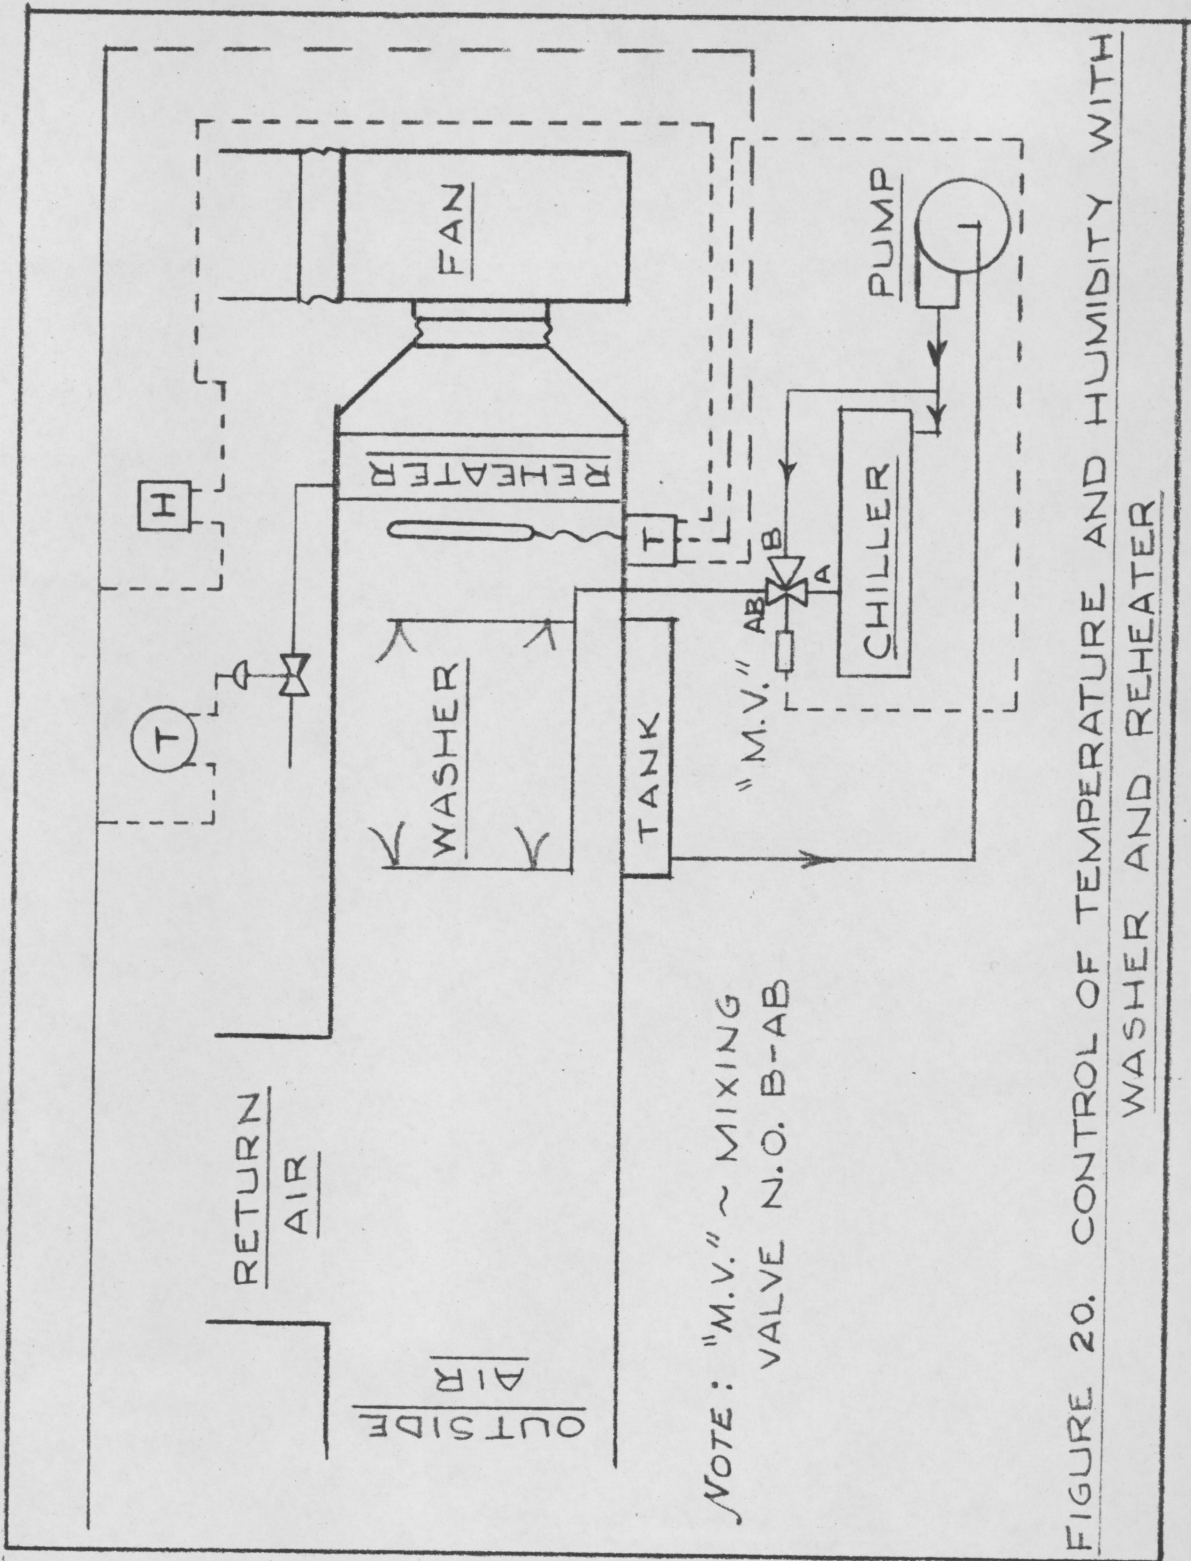 RETURN
AIR
OUTSIDE
AIR
T
H
WASHER
REHEATER
FAN
TANK
T
"M.V."
AB
B
A
CHILLER
PUMP
NOTE: "M.V." ~ MIXING
VALVE N.O. B-AB
FIGURE 20. CONTROL OF TEMPERATURE AND HUMIDITY WITH
WASHER AND REHEATER